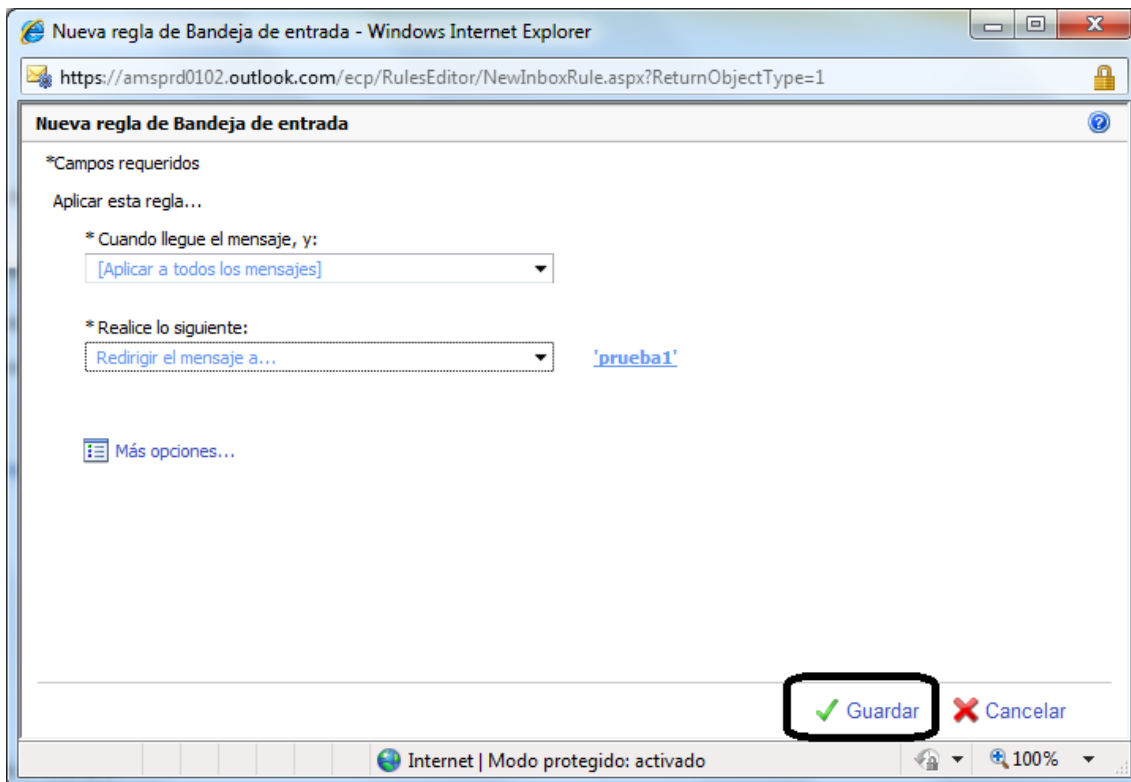 Nueva regla de Bandeja de entrada - Windows Internet Explorer
https://amsprd0102.outlook.com/ecp/RulesEditor/NewInboxRule.aspx?ReturnObjectType=1
Nueva regla de Bandeja de entrada
*Campos requeridos
Aplicar esta regla...
* Cuando llegue el mensaje, y:
[Aplicar a todos los mensajes]
* Realice lo siguiente:
Redirigir el mensaje a... 'prueba1'
Más opciones...
Guardar Cancelar
Internet | Modo protegido: activado 100%